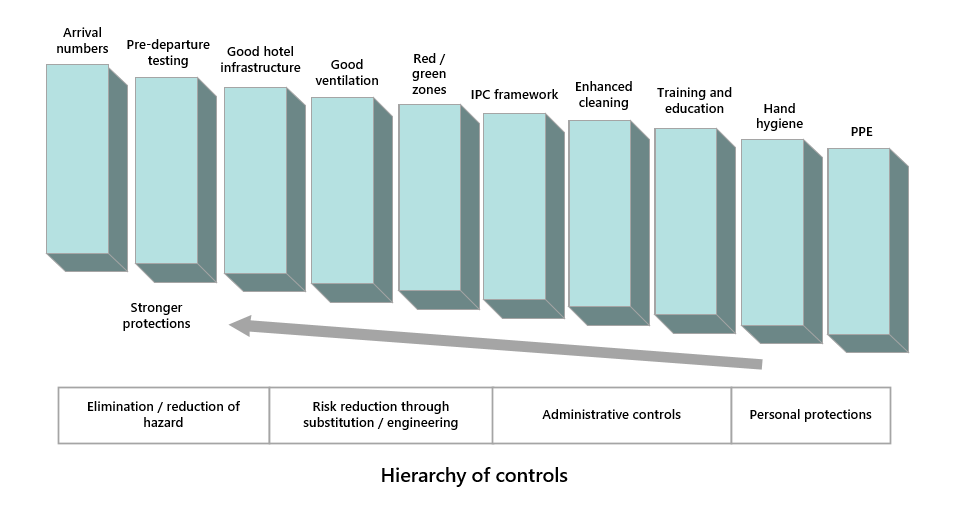 Arrival
numbers
Pre-departure
testing
Good hotel
infrastructure
Good
ventilation
Red /
green
zones
IPC framework
Enhanced
cleaning
Training and
education
Hand
hygiene
PPE
Stronger
protections
Elimination / reduction of
hazard
Risk reduction through
substitution / engineering
Administrative controls
Personal protections
Hierarchy of controls